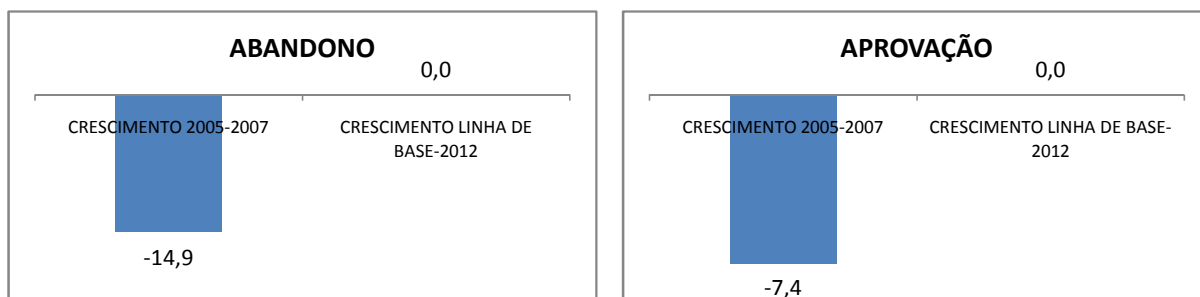 ABANDONO
0,0
CRESCIMENTO 2005-2007
CRESCIMENTO LINHA DE
BASE-2012
-14,9
APROVAÇÃO
0,0
CRESCIMENTO 2005-2007
CRESCIMENTO LINHA DE BASE-
2012
-7,4